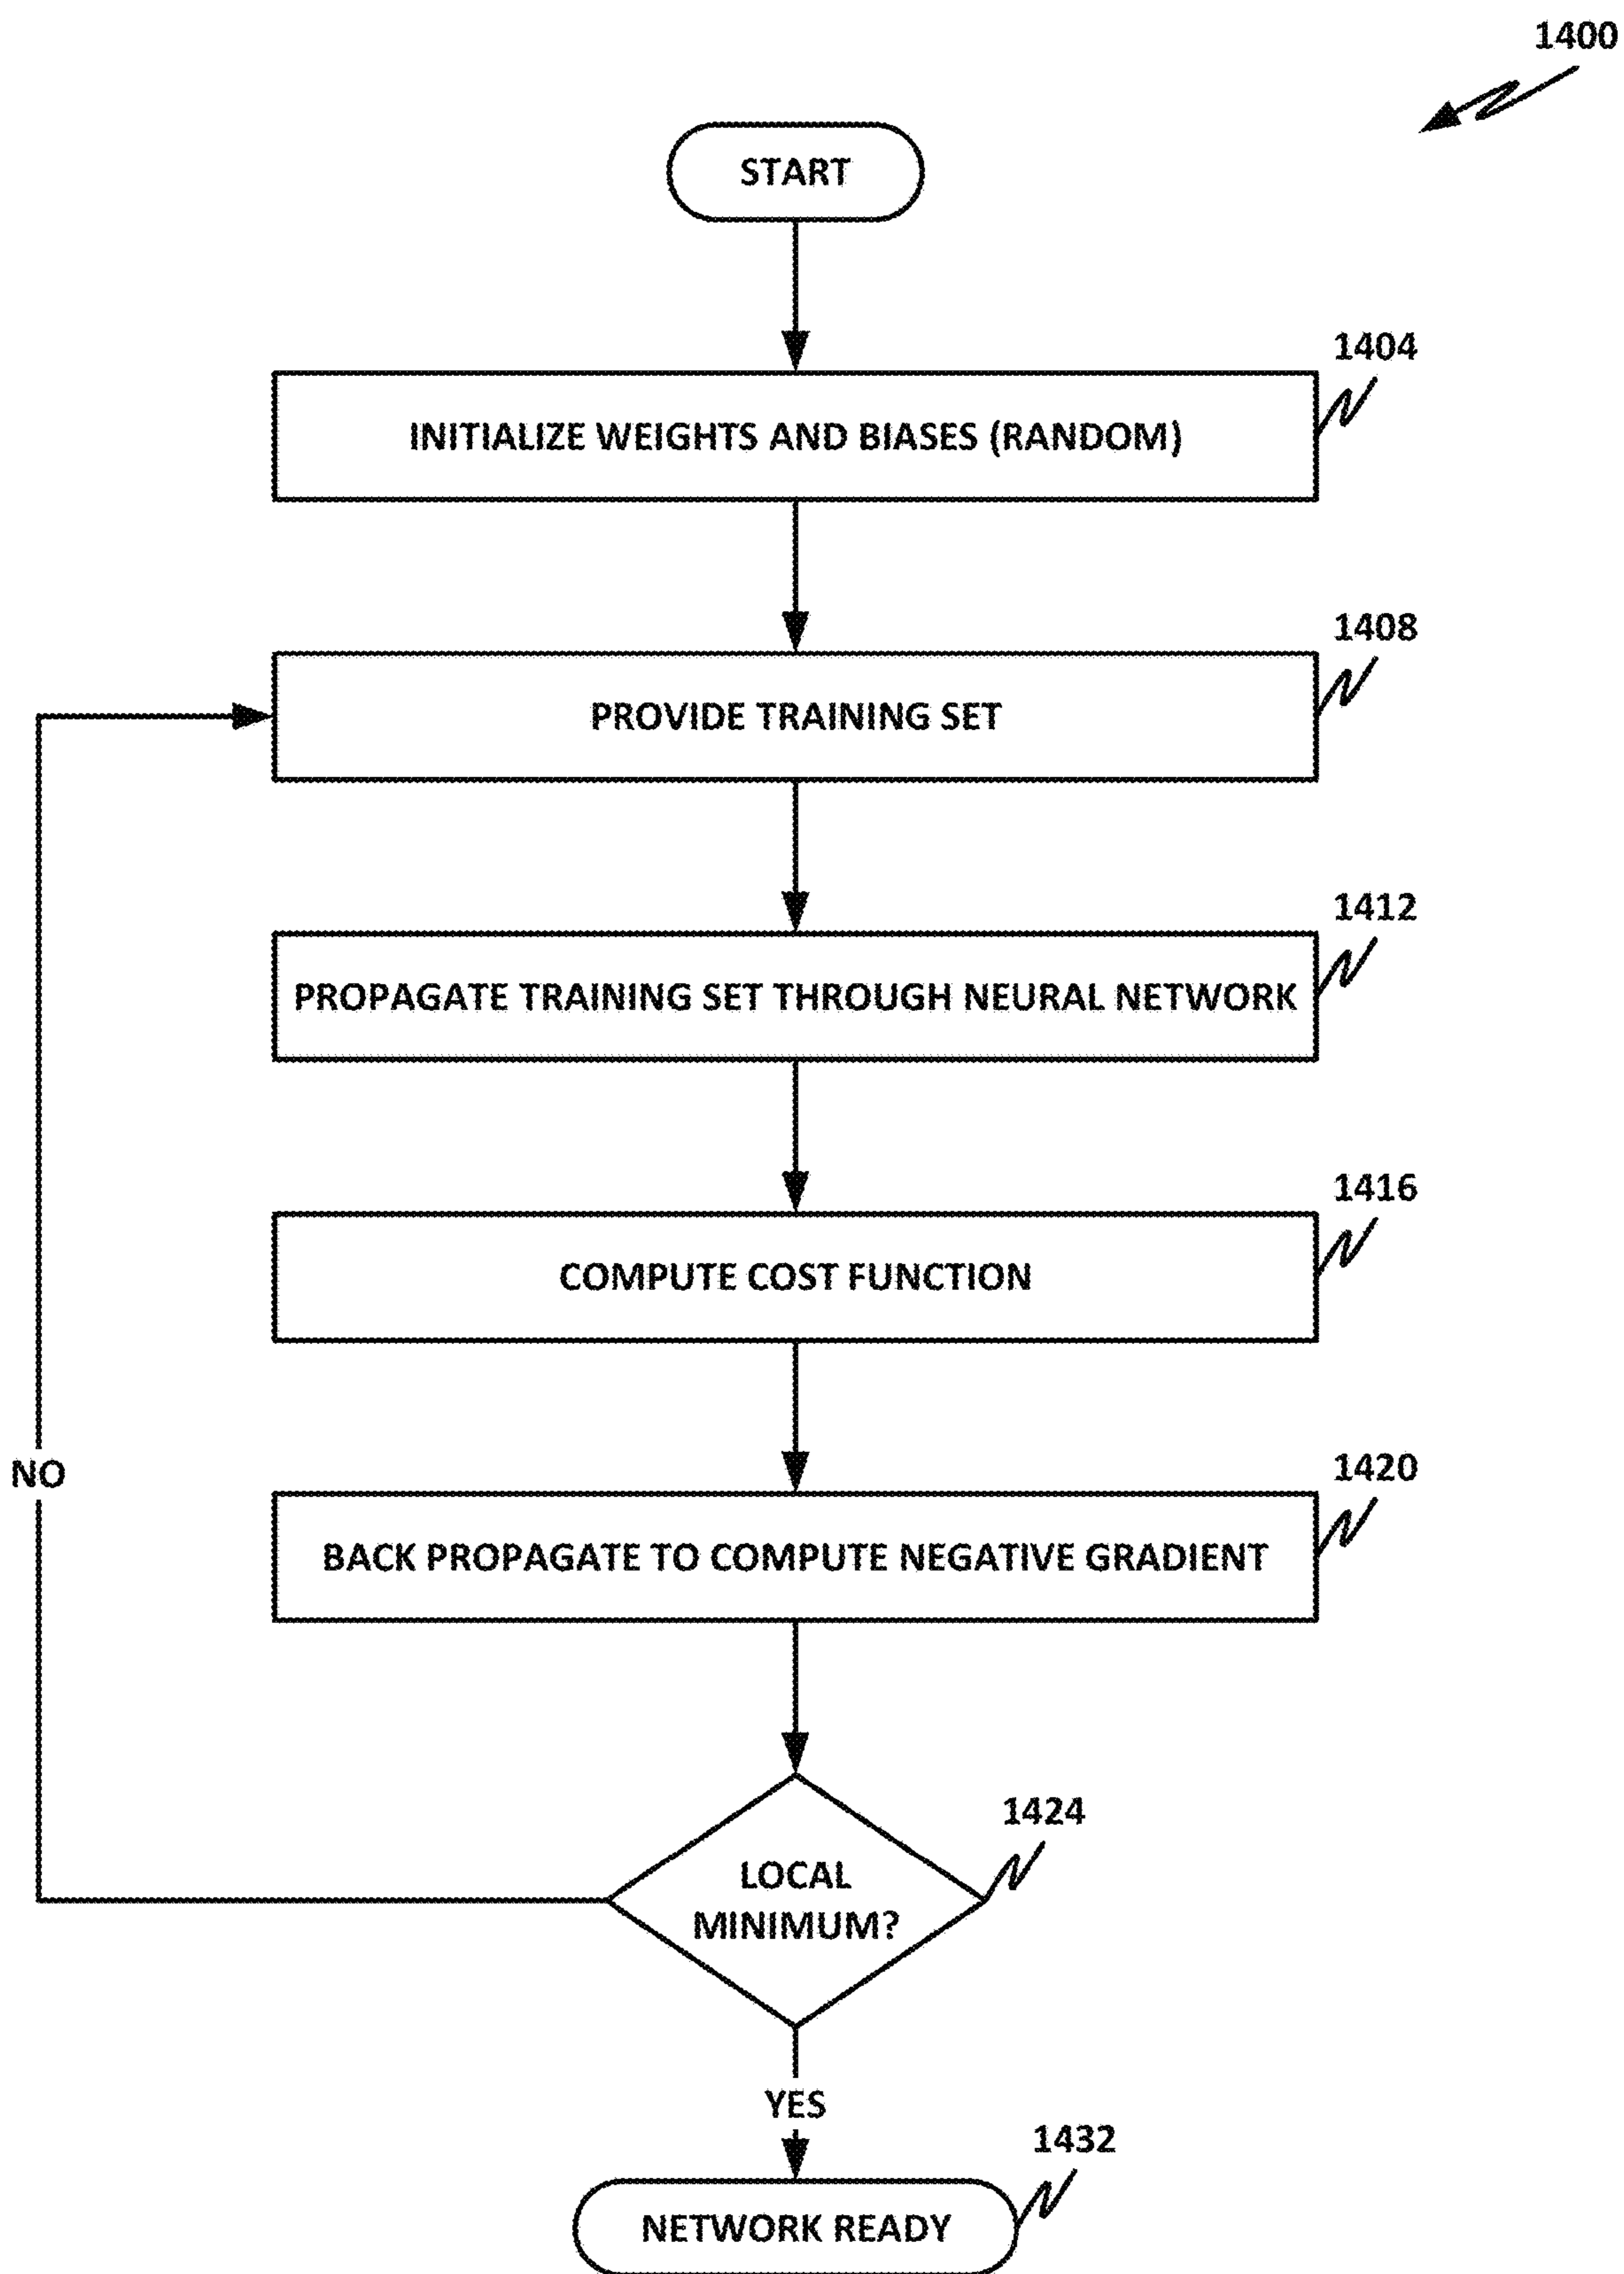 1400
START
1404
INITIALIZE WEIGHTS AND BIASES (RANDOM)
1408
PROVIDE TRAINING SET
1412
PROPAGATE TRAINING SET THROUGH NEURAL NETWORK
1416
COMPUTE COST FUNCTION
NO
1420
BACK PROPAGATE TO COMPUTE NEGATIVE GRADIENT
1424
LOCAL
MINIMUM?
YES
1432
NETWORK READY